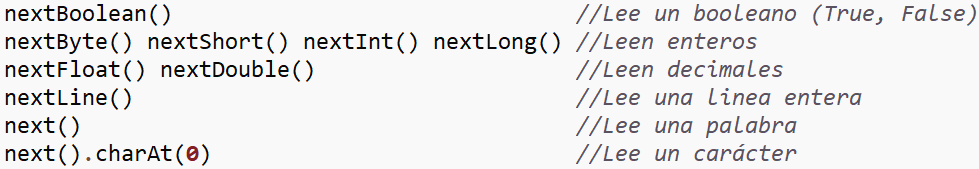 nextBoolean() //Lee un booleano (True, False)
nextByte() nextShort() nextInt() nextLong() //Leen enteros
nextFloat() nextDouble() //Leen decimales
nextLine() //Lee una linea entera
next() //Lee una palabra
next().charAt(0) //Lee un carácter